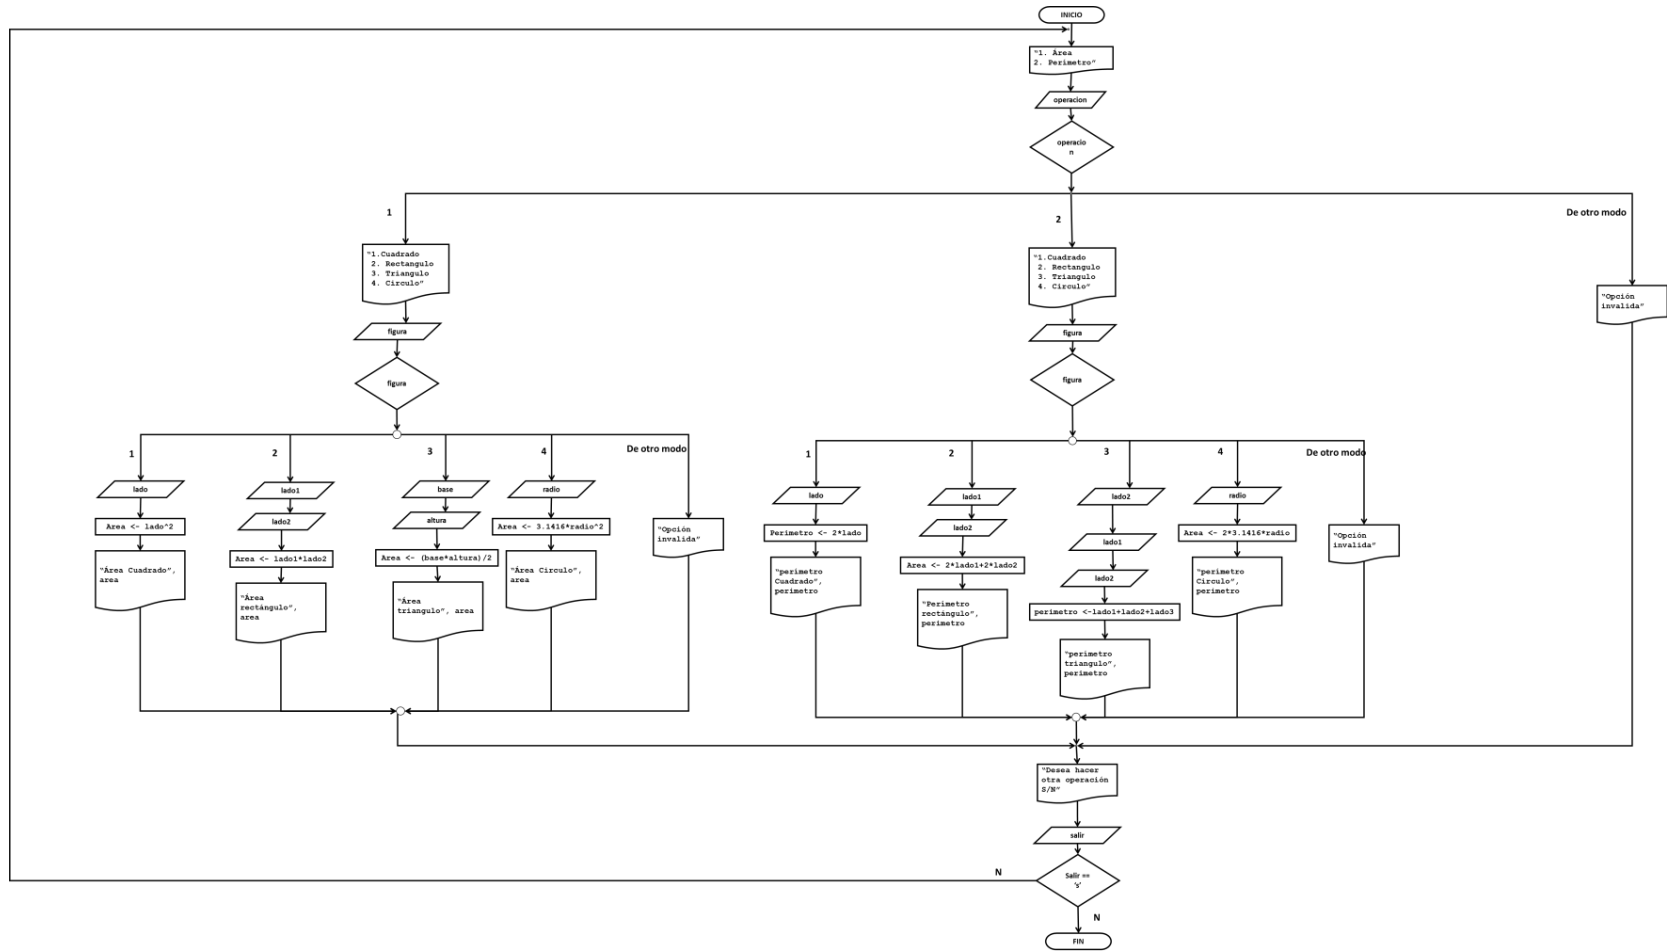 INICIO
"1. Área
2. Perimetro"
operacion
operacio
n
1
2
De otro modo
"1.Cuadrado
2. Rectangulo
3. Triangulo
4. Circulo"
figura
figura
1
2
3
4
De otro modo
lado
Area <- lado^2
"Área Cuadrado",
area
lado1
lado2
Area <- lado1*lado2
"Área
rectángulo",
area
base
altura
Area <- (base*altura)/2
"Área
triangulo", area
radio
Area <- 3.1416*radio^2
"Área Circulo",
area
"Opción
invalida"
"1.Cuadrado
2. Rectangulo
3. Triangulo
4. Circulo"
figura
figura
1
2
3
4
De otro modo
lado
Perimetro <- 2*lado
"perimetro
Cuadrado",
perimetro
lado1
lado2
Area <- 2*lado1+2*lado2
"Perimetro
rectángulo",
perimetro
lado2
lado1
lado2
perimetro <-lado1+lado2+lado3
"perimetro
triangulo",
perimetro
radio
Area <- 2*3.1416*radio
"perimetro
Circulo",
perimetro
"Opción
invalida"
"Opción
invalida"
"Desea hacer
otra operación
S/N"
salir
Salir ==
's'
N
N
FIN